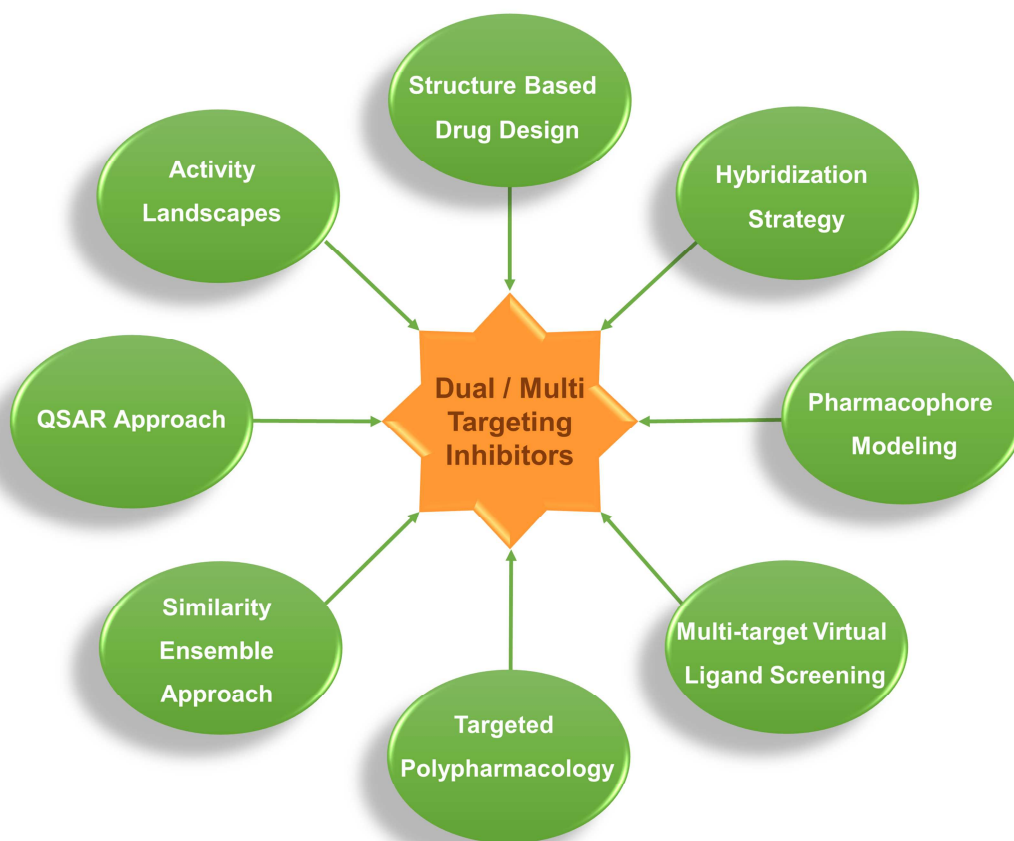 Structure Based
Drug Design
Hybridization
Strategy
Pharmacophore
Modeling
Multi-target Virtual
Ligand Screening
Targeted
Polypharmacology
Similarity
Ensemble
Approach
QSAR Approach
Activity
Landscapes
Dual / Multi
Targeting
Inhibitors